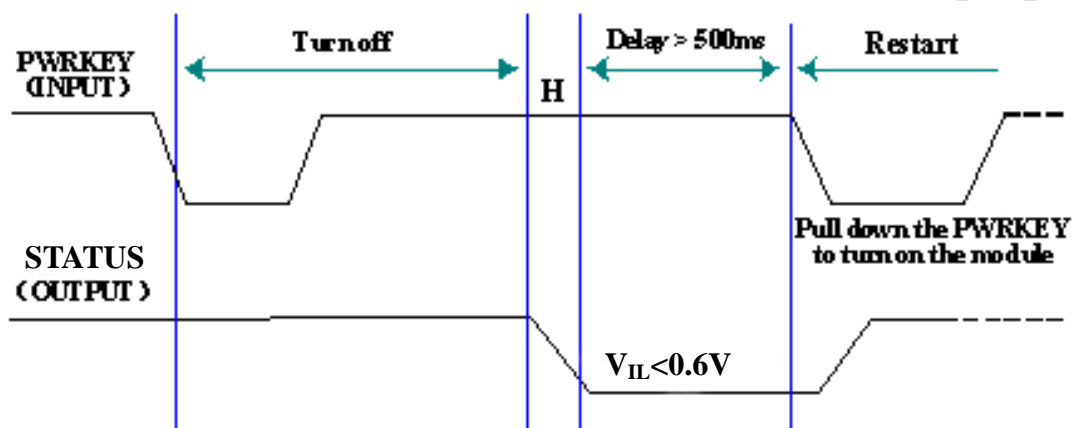 Turn off
Delay > 500ms
Restart
PWRKEY
(INPUT)
H
Pull down the PWRKEY
to turn on the module
STATUS
(OUTPUT)
VIL<0.6V